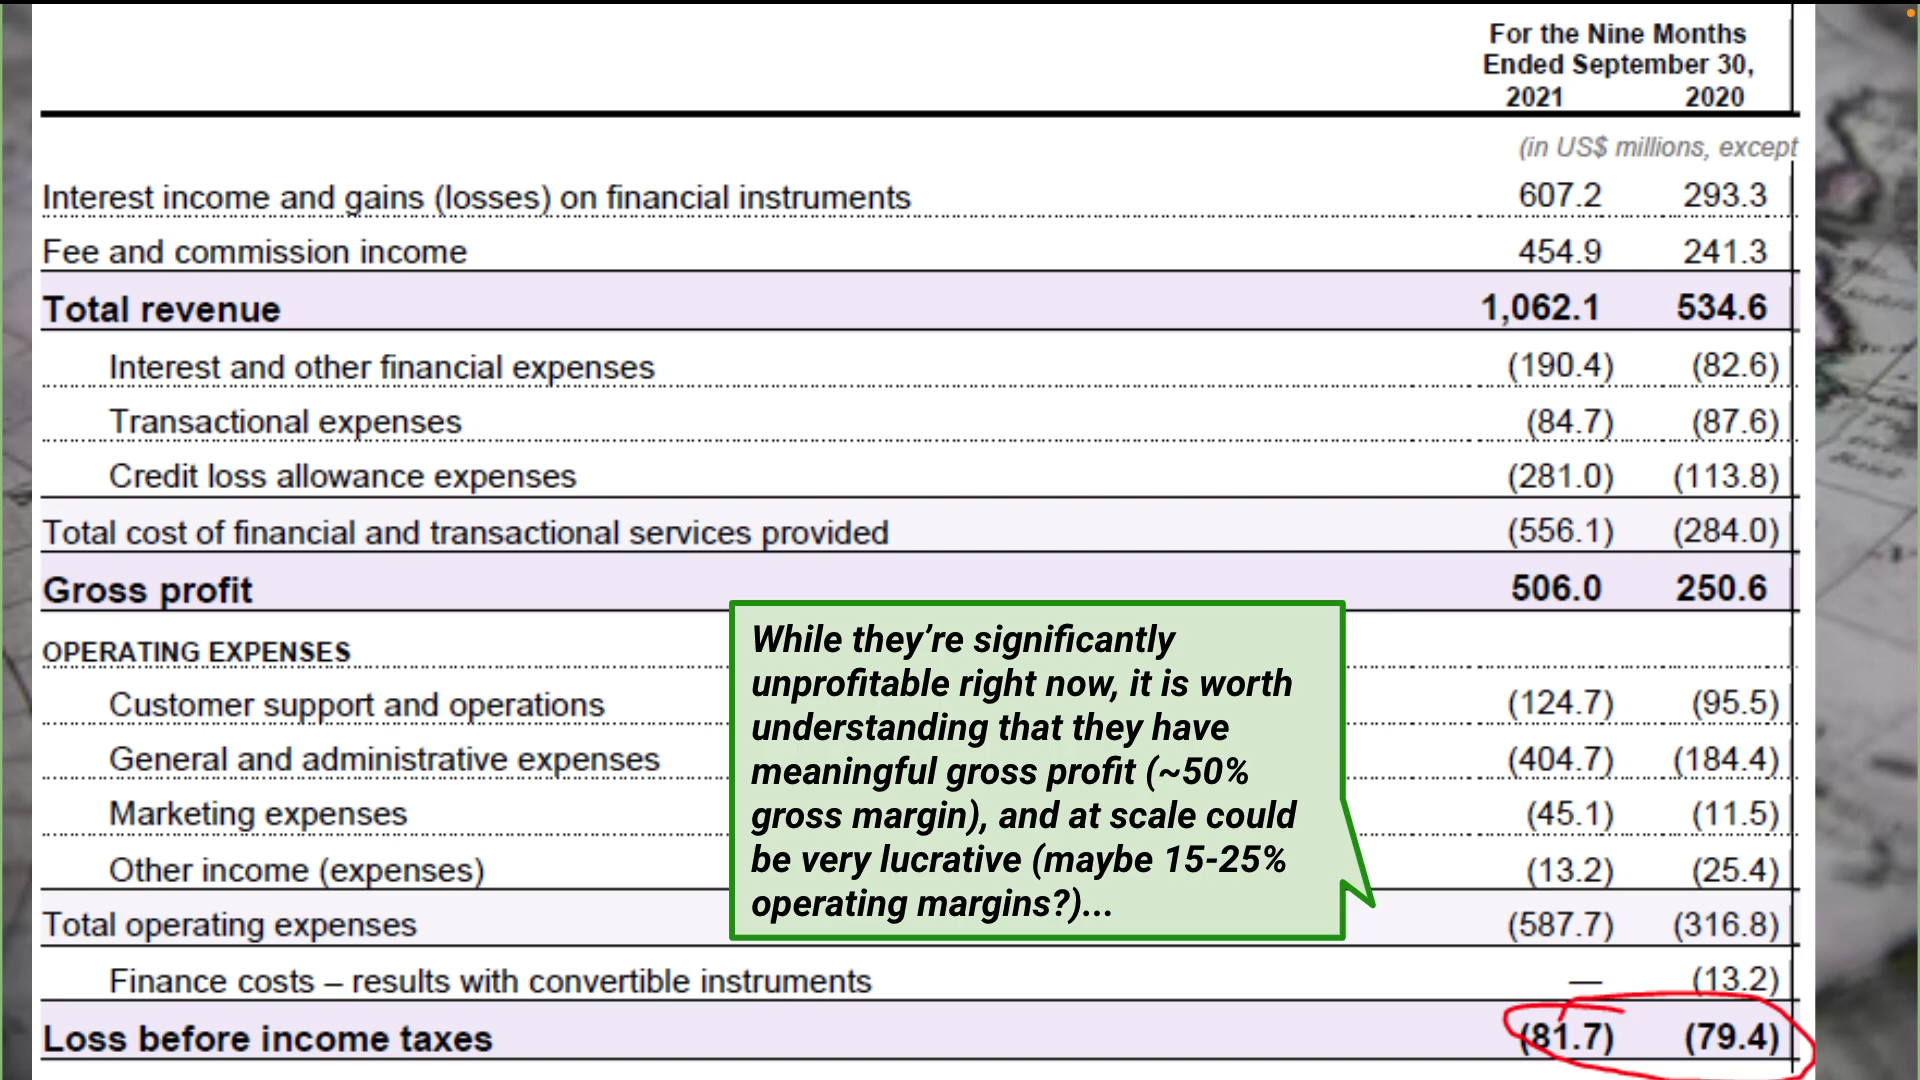 For the Nine Months
Ended September 30,
2021 2020
(in US$ millions, except
Interest income and gains (losses) on financial instruments 607.2 293.3
Fee and commission income 454.9 241.3
Total revenue 1,062.1 534.6
Interest and other financial expenses (190.4) (82.6)
Transactional expenses (84.7) (87.6)
Credit loss allowance expenses (281.0) (113.8)
Total cost of financial and transactional services provided (556.1) (284.0)
Gross profit 506.0 250.6
OPERATING EXPENSES
Customer support and operations (124.7) (95.5)
General and administrative expenses (404.7) (184.4)
Marketing expenses (45.1) (11.5)
Other income (expenses) (13.2) (25.4)
Total operating expenses (587.7) (316.8)
Finance costs – results with convertible instruments — (13.2)
Loss before income taxes (81.7) (79.4)
While they're significantly
unprofitable right now, it is worth
understanding that they have
meaningful gross profit (~50%
gross margin), and at scale could
be very lucrative (maybe 15-25%
operating margins?)...